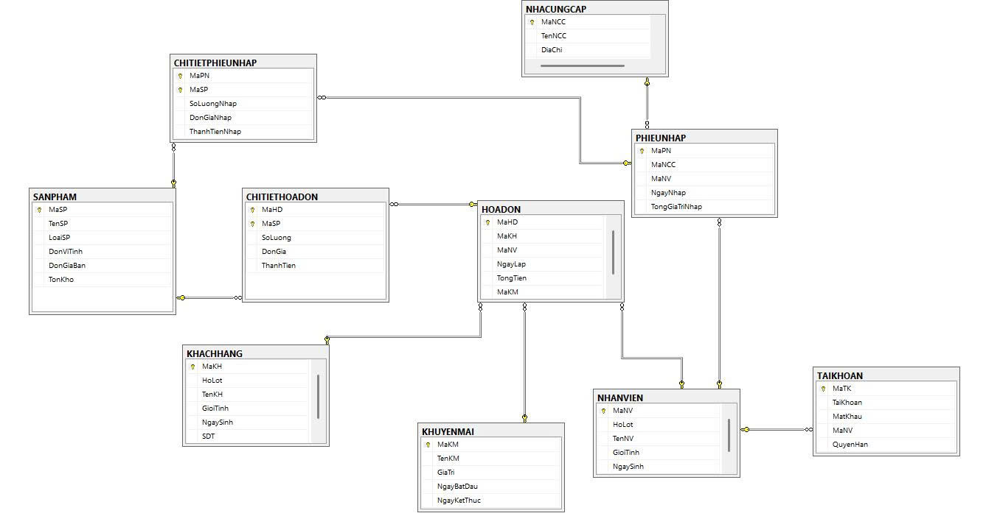 NHACUNGCAP
MaNCC
TenNCC
DiaChi
CHITIETPHIEUNHAP
MaPN
MaSP
SoLuongNhap
DonGiaNhap
ThanhTienNhap
PHIEUNHAP
MaPN
MaNCC
MaNV
NgayNhap
TongGiaTriNhap
SANPHAM
MaSP
TenSP
LoaiSP
DonViTinh
DonGiaBan
TonKho
CHITIETHOADON
MaHD
MaSP
SoLuong
DonGia
ThanhTien
HOADON
MaHD
MaKH
MaNV
NgayLap
TongTien
MaKM
KHACHHANG
MaKH
HoLot
TenKH
GioiTinh
NgaySinh
SDT
KHUYENMAI
MaKM
TenKM
GiaTri
NgayBatDau
NgayKetThuc
NHANVIEN
MaNV
HoLot
TenNV
GioiTinh
NgaySinh
TAIKHOAN
MaTK
TaiKhoan
MatKhau
MaNV
QuyenHan